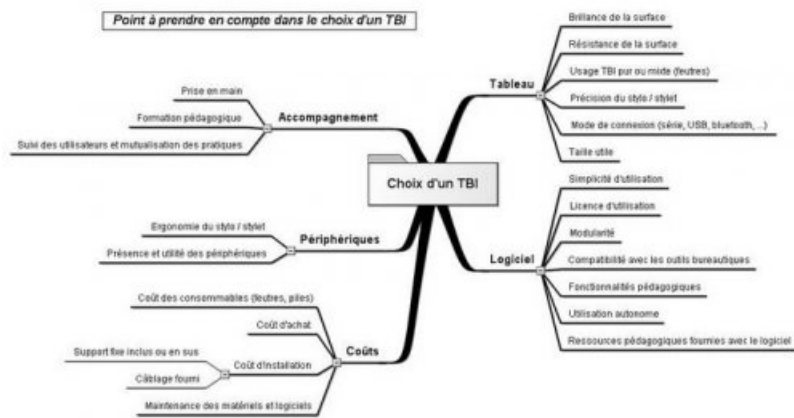 Point à prendre en compte dans le choix d'un TBI
Choix d'un TBI
Tableau
Brillance de la surface
Résistance de la surface
Usage TBI pur ou mixte (feutres)
Précision du stylo / stylet
Mode de connexion (série, USB, bluetooth, ...)
Taille utile
Logiciel
Simplicité d'utilisation
Licence d'utilisation
Modularité
Compatibilité avec les outils bureautiques
Fonctionnalités pédagogiques
Utilisation autonome
Ressources pédagogiques fournies avec le logiciel
Accompagnement
Prise en main
Formation pédagogique
Suivi des utilisateurs et mutualisation des pratiques
Périphériques
Ergonomie du stylo / stylet
Présence et utilité des périphériques
Coûts
Coût des consommables (feutres, piles)
Coût d'achat
Coût d'installation
Support fixe inclus ou en sus
Câblage fourni
Maintenance des matériels et logiciels